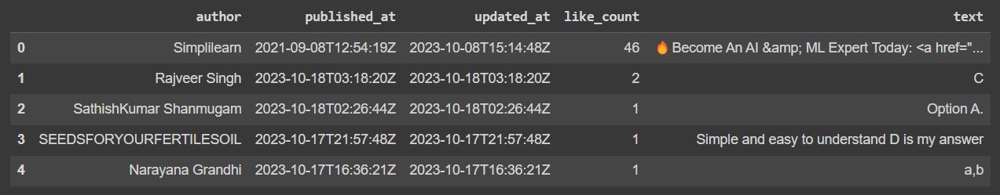 author published_at updated_at like_count text
0 Simplilearn 2021-09-08T12:54:19Z 2023-10-08T15:14:48Z 46 🔥 Become An AI &amp; ML Expert Today: <a href="...
1 Rajveer Singh 2023-10-18T03:18:20Z 2023-10-18T03:18:20Z 2 C
2 SathishKumar Shanmugam 2023-10-18T02:26:44Z 2023-10-18T02:26:44Z 1 Option A.
3 SEEDSFORYOURFERTILESOIL 2023-10-17T21:57:48Z 2023-10-17T21:57:48Z 1 Simple and easy to understand D is my answer
4 Narayana Grandhi 2023-10-17T16:36:21Z 2023-10-17T16:36:21Z 1 a,b